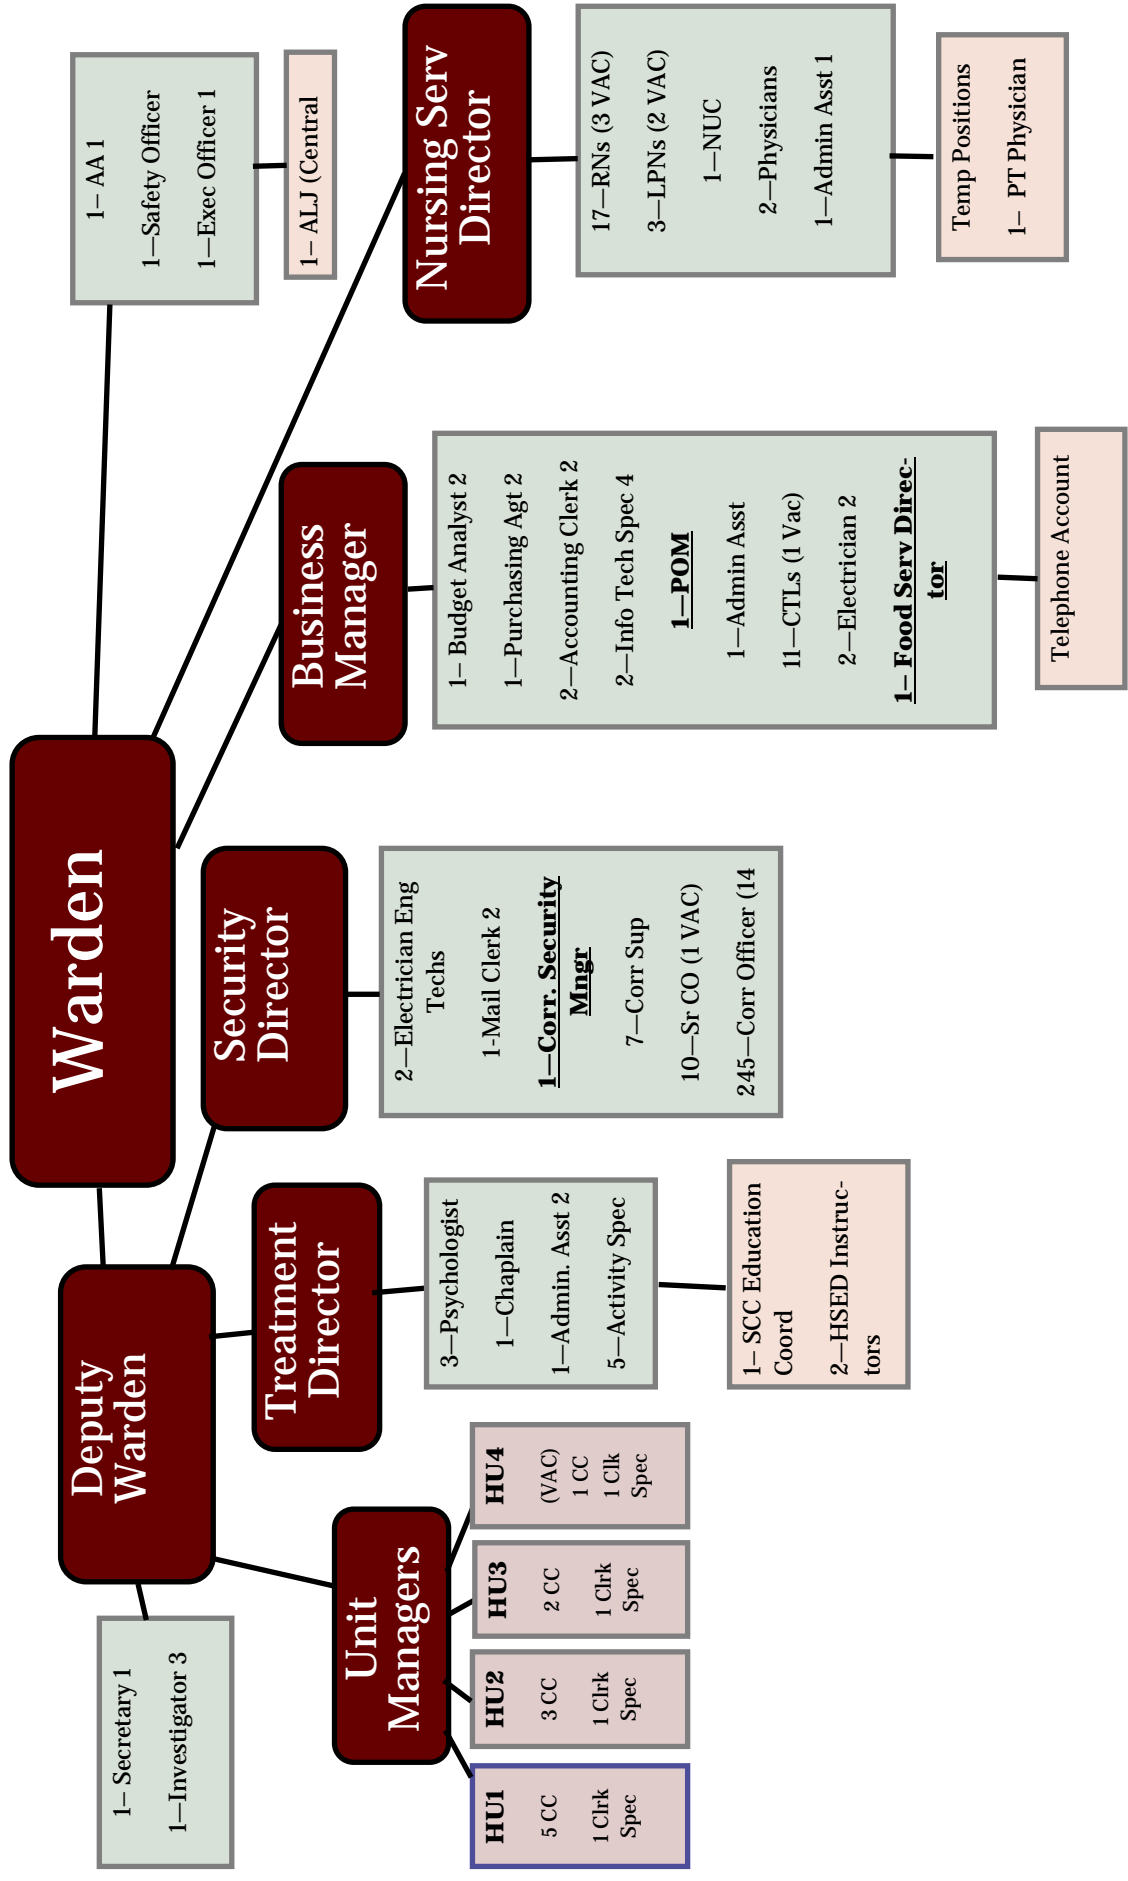 Warden
1– AA 1
1—Safety Officer
1—Exec Officer 1
1– ALJ (Central
Deputy
Warden
1– Secretary 1
1—Investigator 3
Unit
Managers
HU1
5 CC
1 Clrk
Spec
HU2
3 CC
1 Clrk
Spec
HU3
2 CC
1 Clrk
Spec
HU4
(VAC)
1 CC
1 Clk
Spec
Treatment
Director
3—Psychologist
1—Chaplain
1—Admin. Asst 2
5—Activity Spec
1– SCC Education
Coord
2—HSED Instruc-
tors
Security
Director
2—Electrician Eng
Techs
1-Mail Clerk 2
1—Corr. Security
Mngr
7—Corr Sup
10—Sr CO (1 VAC)
245—Corr Officer (14
Business
Manager
1– Budget Analyst 2
1—Purchasing Agt 2
2—Accounting Clerk 2
2—Info Tech Spec 4
1—POM
1—Admin Asst
11—CTLs (1 Vac)
2—Electrician 2
1– Food Serv Direc-
tor
Telephone Account
Nursing Serv
Director
17—RNs (3 VAC)
3—LPNs (2 VAC)
1—NUC
2—Physicians
1—Admin Asst 1
Temp Positions
1– PT Physician